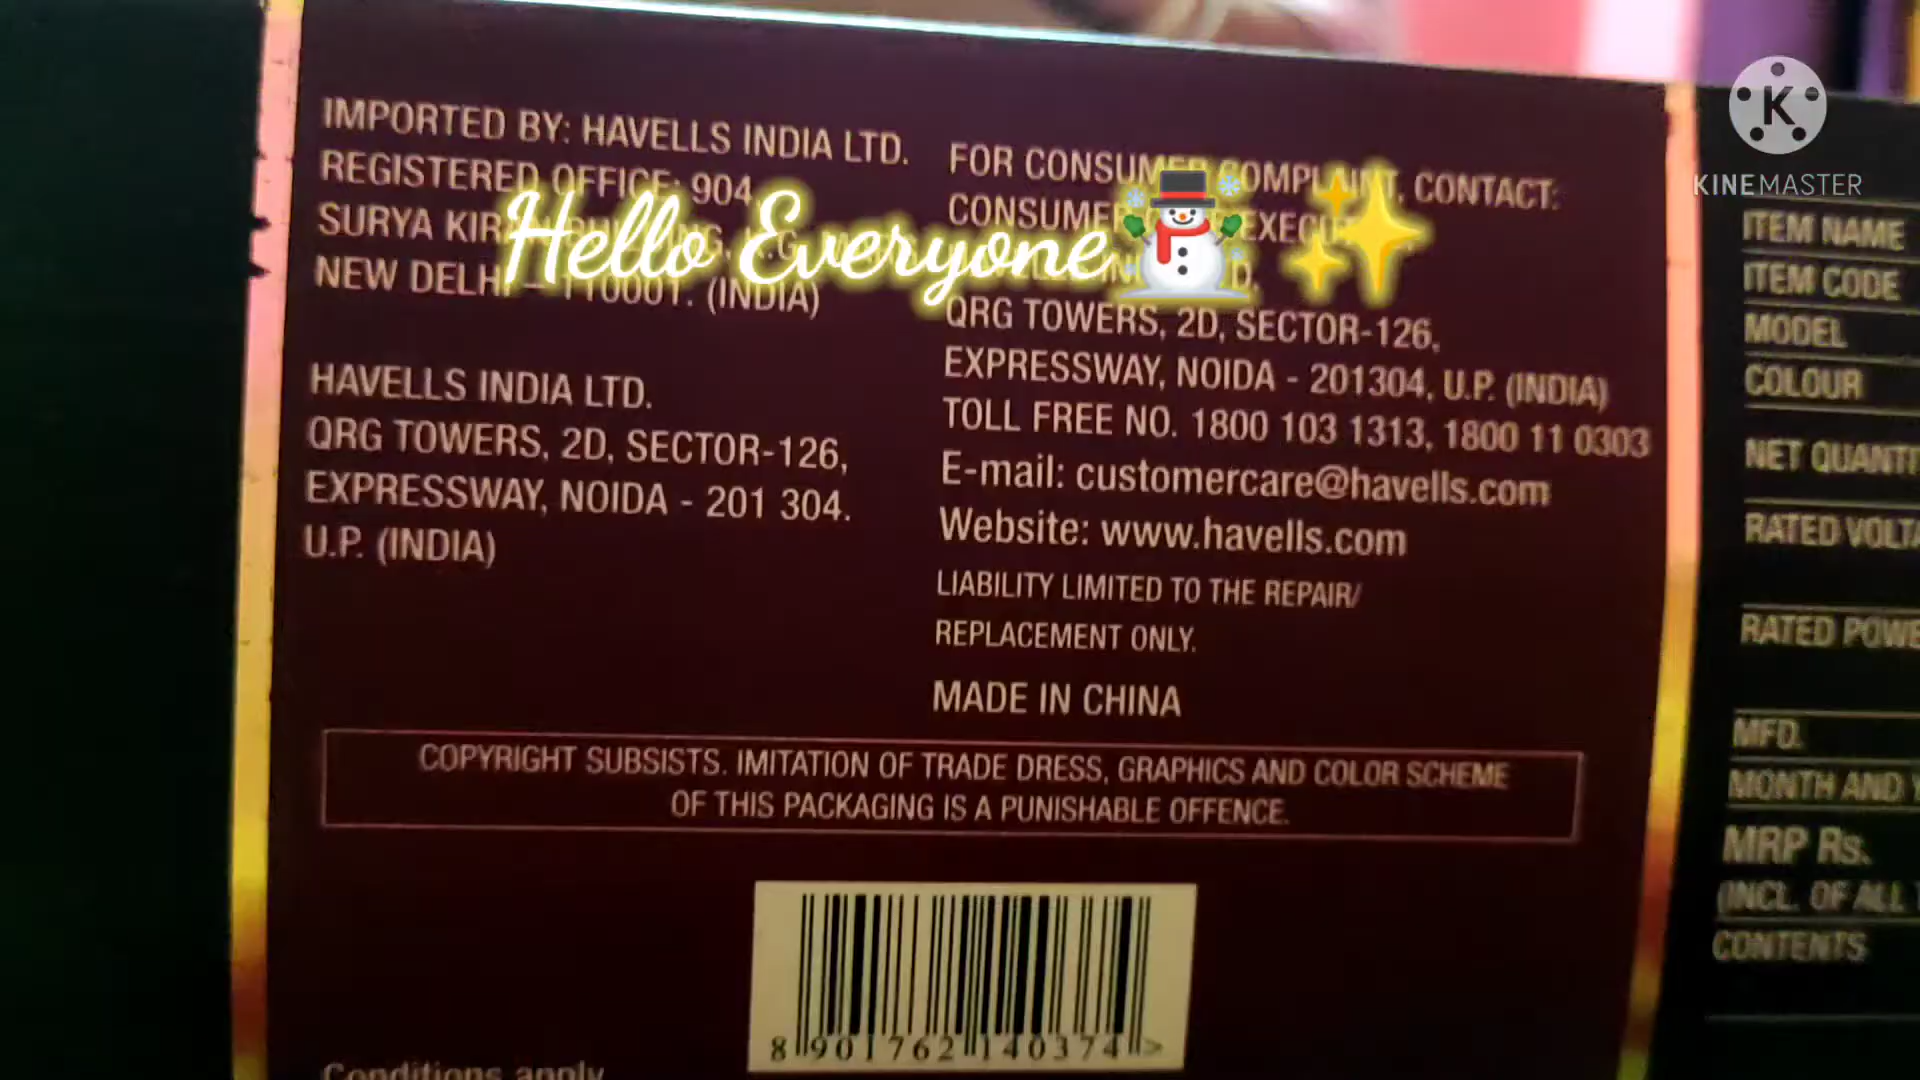 IMPORTED BY: HAVELLS INDIA LTD.
REGISTERED OFFICE: 904,
SURYA KIRAN BUILDING, K.G.
NEW DELHI – 110001. (INDIA)
HAVELLS INDIA LTD.
QRG TOWERS, 2D, SECTOR-126,
EXPRESSWAY, NOIDA - 201 304.
U.P. (INDIA)
Hello Everyone
FOR CONSUMER COMPLAINT, CONTACT:
CONSUMER
QRG TOWERS, 2D, SECTOR-126,
EXPRESSWAY, NOIDA - 201304, U.P. (INDIA)
TOLL FREE NO. 1800 103 1313, 1800 11 0303
E-mail: customercare@havells.com
Website: www.havells.com
LIABILITY LIMITED TO THE REPAIR/
REPLACEMENT ONLY.
MADE IN CHINA
COPYRIGHT SUBSISTS. IMITATION OF TRADE DRESS, GRAPHICS AND COLOR SCHEME
OF THIS PACKAGING IS A PUNISHABLE OFFENCE.
8 901762 140374 >
Conditions apply
K
KINEMASTER
ITEM NAME
ITEM CODE
MODEL
COLOUR
NET QUANTI
RATED VOLTA
RATED POWE
MFD.
MONTH AND Y
MRP Rs.
(INCL. OF ALL
CONTENTS